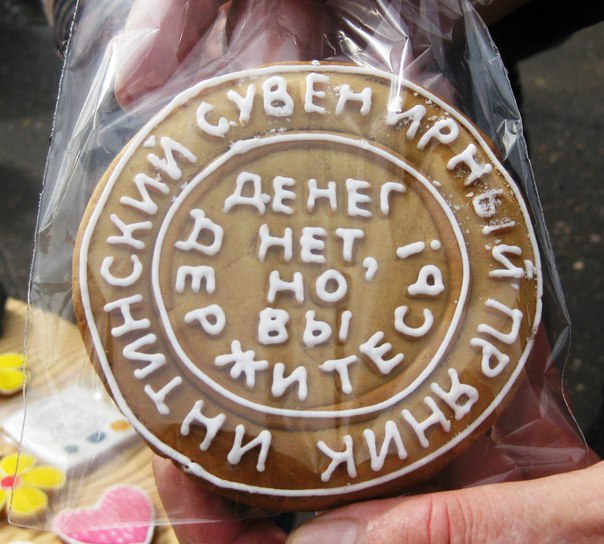 ИНТИНСКИЙ СУВЕНИРНЫЙ ПРЯНИК
ДЕНЕГ
НЕТ,
НО
ВЫ
ДЕРЖИТЕСЬ!